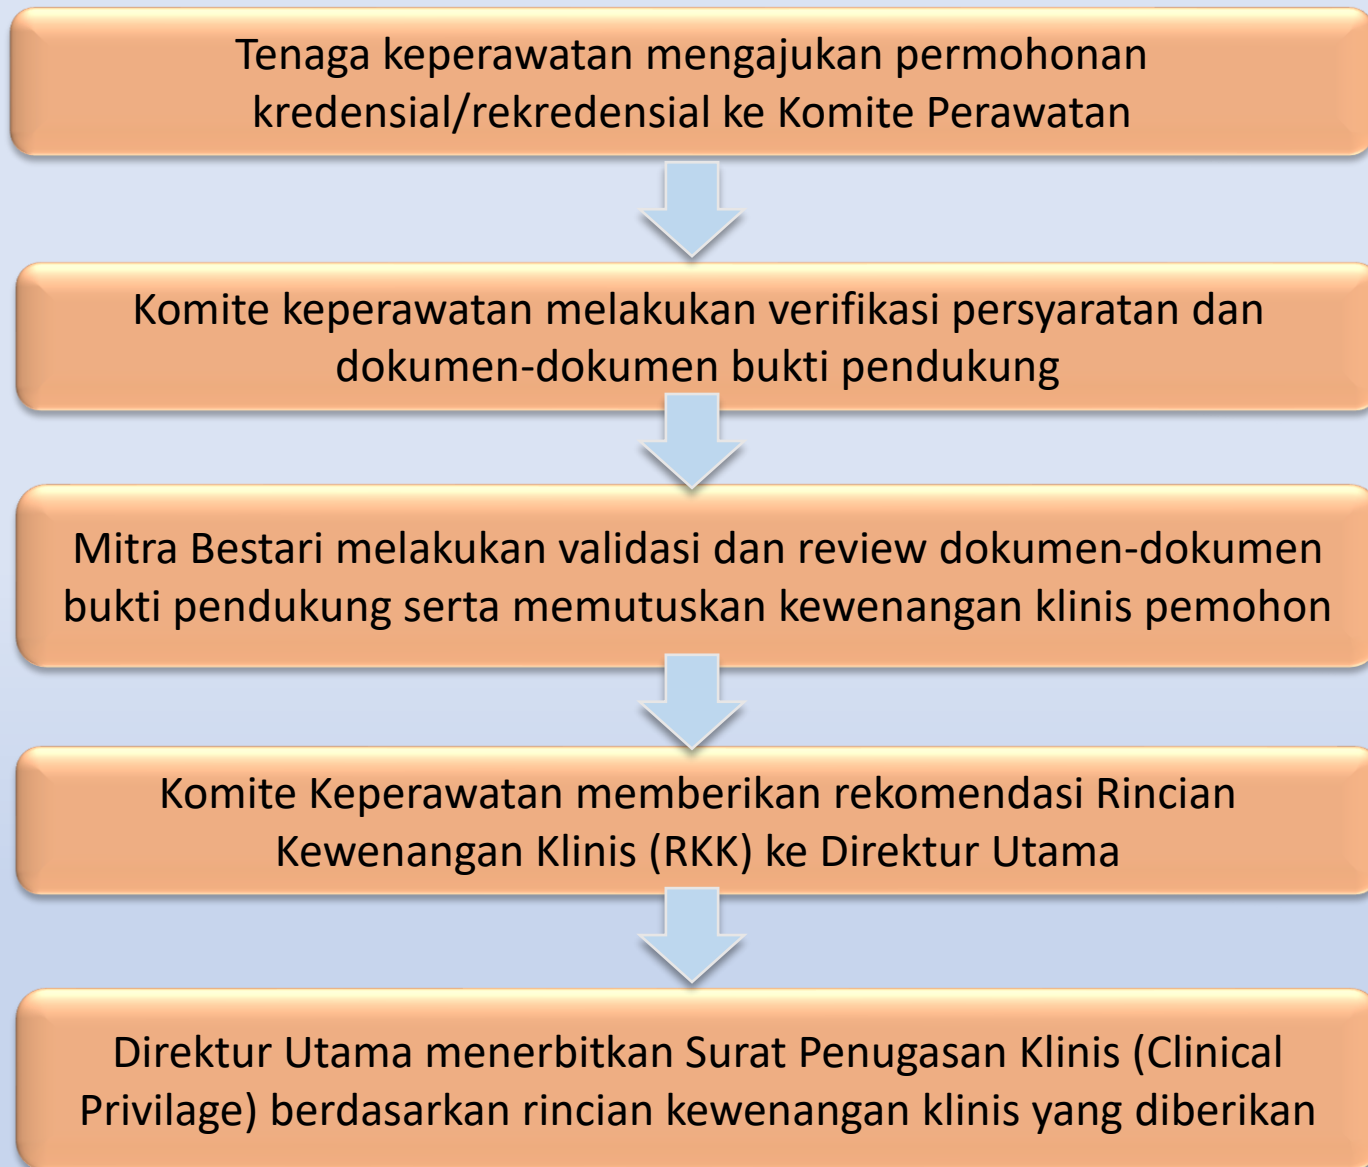 Tenaga keperawatan mengajukan permohonan
kredensial/rekredensial ke Komite Perawatan
Komite keperawatan melakukan verifikasi persyaratan dan
dokumen-dokumen bukti pendukung
Mitra Bestari melakukan validasi dan review dokumen-dokumen
bukti pendukung serta memutuskan kewenangan klinis pemohon
Komite Keperawatan memberikan rekomendasi Rincian
Kewenangan Klinis (RKK) ke Direktur Utama
Direktur Utama menerbitkan Surat Penugasan Klinis (Clinical
Privilage) berdasarkan rincian kewenangan klinis yang diberikan